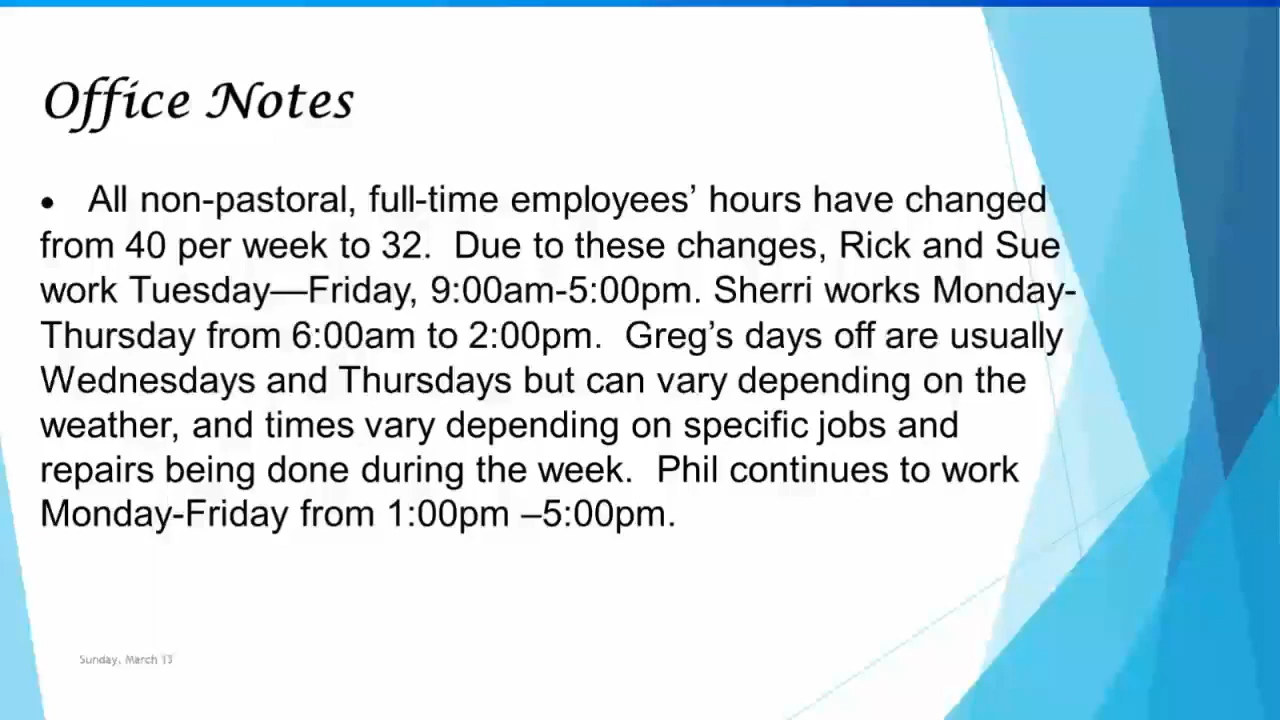 Office Notes
• All non-pastoral, full-time employees’ hours have changed
from 40 per week to 32.  Due to these changes, Rick and Sue
work Tuesday—Friday, 9:00am-5:00pm. Sherri works Monday-
Thursday from 6:00am to 2:00pm.  Greg’s days off are usually
Wednesdays and Thursdays but can vary depending on the
weather, and times vary depending on specific jobs and
repairs being done during the week.  Phil continues to work
Monday-Friday from 1:00pm –5:00pm.
Sunday, March 13